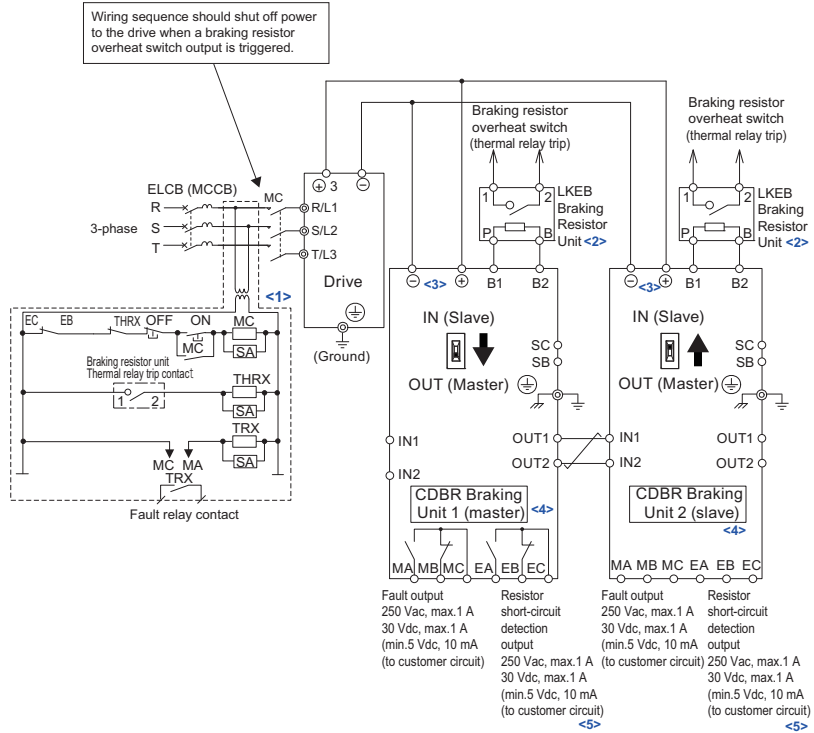 Wiring sequence should shut off power
to the drive when a braking resistor
overheat switch output is triggered.
Braking resistor
overheat switch
(thermal relay trip)
Braking resistor
overheat switch
(thermal relay trip)
3
ELCB (MCCB)
MC
R
S
T
3-phase
R/L1
S/L2
T/L3
Drive
(Ground)
<1>
1 2
P B
LKEB
Braking
Resistor
Unit <2>
1 2
P B
LKEB
Braking
Resistor
Unit <2>
<3> B1 B2
IN (Slave)
OUT (Master)
SC
SB
IN1
IN2
OUT1
OUT2
CDBR Braking
Unit 1 (master) <4>
MA MB MC EA EB EC
<3> B1 B2
IN (Slave)
OUT (Master)
SC
SB
IN1
IN2
OUT1
OUT2
CDBR Braking
Unit 2 (slave)
<4>
MA MB MC EA EB EC
EC EB THRX OFF ON MC
MC
SA
Braking resistor unit
Thermal relay trip contact
1 2
THRX
SA
TRX
SA
MC MA
TRX
Fault relay contact
Fault output
250 Vac, max.1 A
30 Vdc, max.1 A
(min.5 Vdc, 10 mA
(to customer circuit)
Resistor
short-circuit
detection
output
250 Vac, max.1 A
30 Vdc, max.1 A
(min.5 Vdc, 10 mA
(to customer circuit)
<5>
Fault output
250 Vac, max.1 A
30 Vdc, max.1 A
(min.5 Vdc, 10 mA
(to customer circuit)
Resistor
short-circuit
detection
output
250 Vac, max.1 A
30 Vdc, max.1 A
(min.5 Vdc, 10 mA
(to customer circuit)
<5>